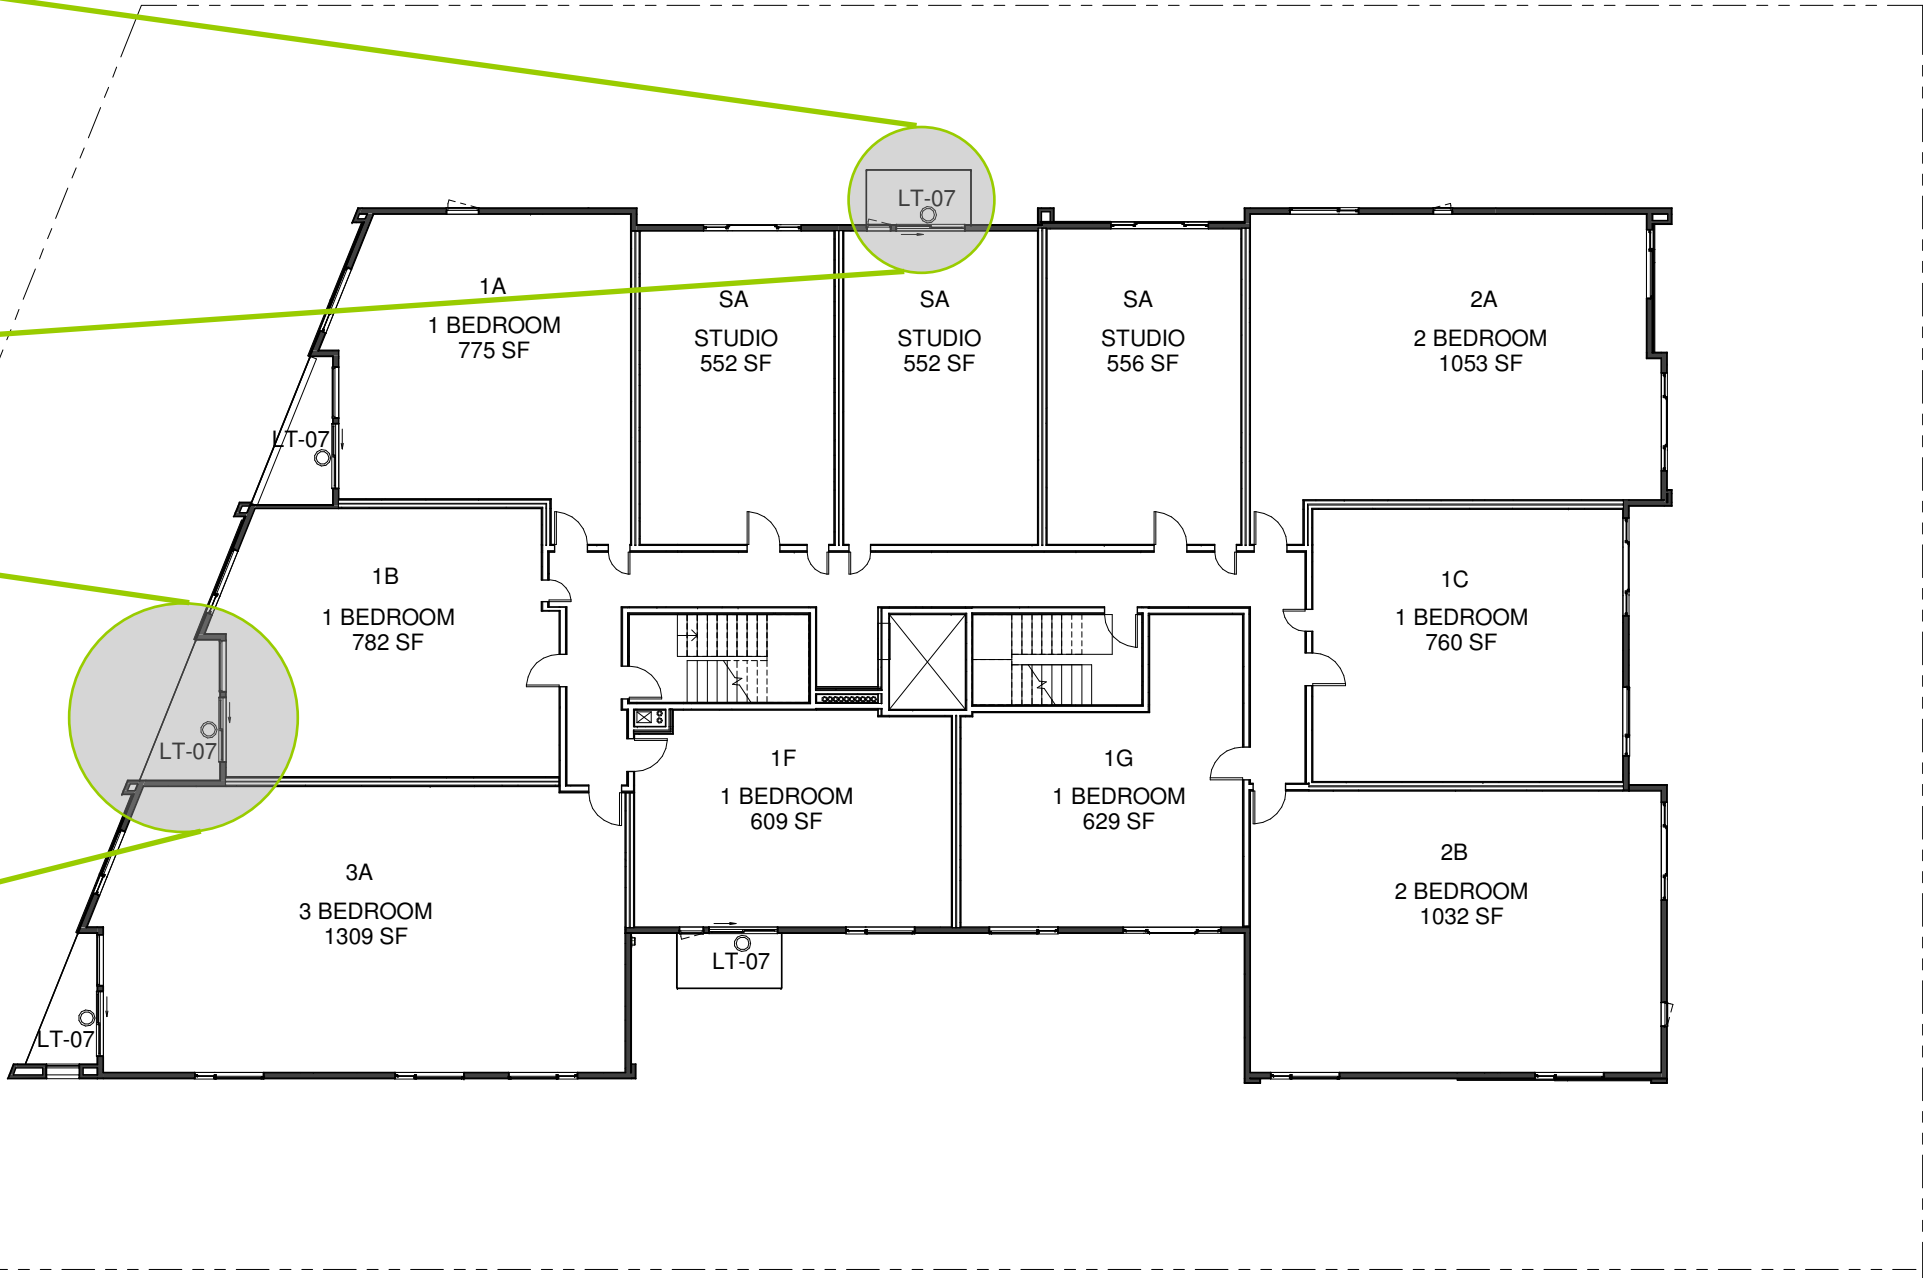 LT-07
1A
1 BEDROOM
775 SF
SA
STUDIO
552 SF
SA
STUDIO
552 SF
SA
STUDIO
556 SF
2A
2 BEDROOM
1053 SF
LT-07
1B
1 BEDROOM
782 SF
1C
1 BEDROOM
760 SF
LT-07
1F
1 BEDROOM
609 SF
1G
1 BEDROOM
629 SF
3A
3 BEDROOM
1309 SF
2B
2 BEDROOM
1032 SF
LT-07
LT-07